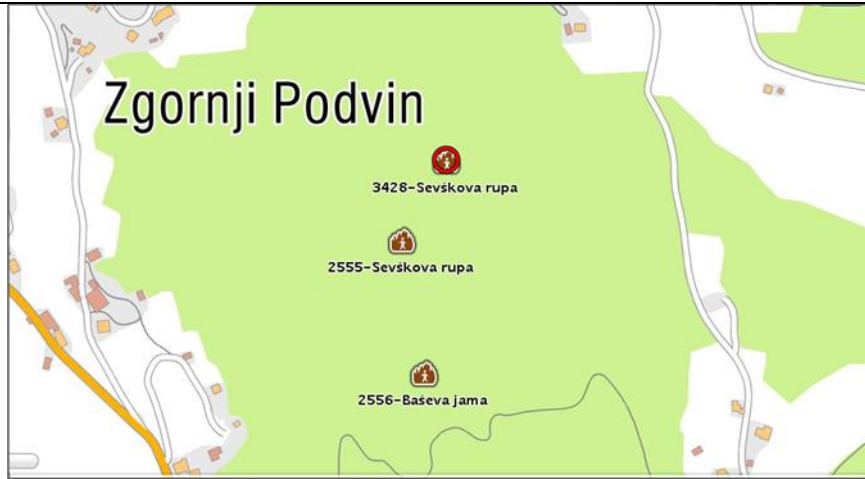 Zgornji Podvin
3428-Sevškova rupa
2555-Sevškova rupa
2556-Baševa jama